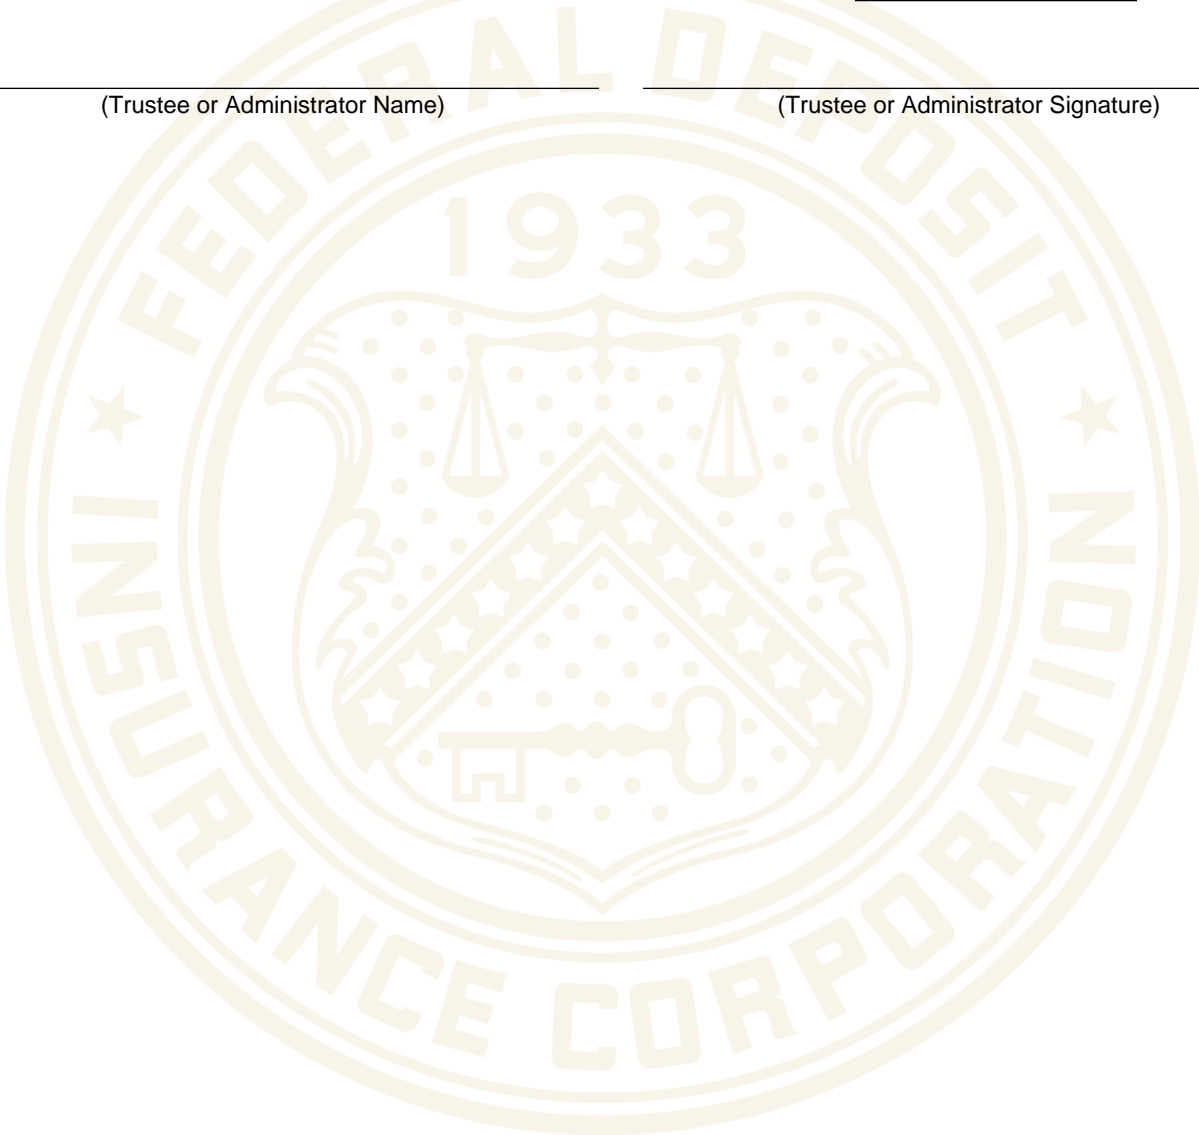 (Trustee or Administrator Name) (Trustee or Administrator Signature)
FEDERAL DEPOSIT INSURANCE CORPORATION
1933